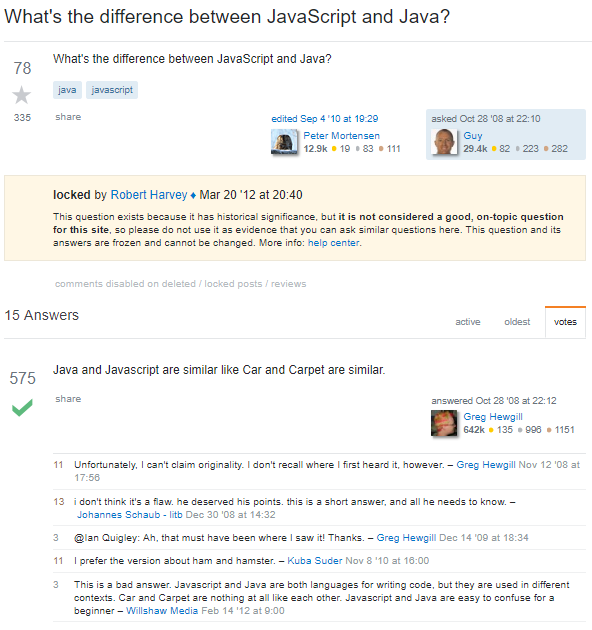 What's the difference between JavaScript and Java?
78
What's the difference between JavaScript and Java?
java javascript
335
share
edited Sep 4 '10 at 19:29
Peter Mortensen
12.9k 19 83 111
asked Oct 28 '08 at 22:10
Guy
29.4k 82 223 282
locked by Robert Harvey ♦ Mar 20 '12 at 20:40
This question exists because it has historical significance, but it is not considered a good, on-topic question
for this site, so please do not use it as evidence that you can ask similar questions here. This question and its
answers are frozen and cannot be changed. More info: help center.
comments disabled on deleted / locked posts / reviews
15 Answers
active oldest votes
575
Java and Javascript are similar like Car and Carpet are similar.
share
answered Oct 28 '08 at 22:12
Greg Hewgill
642k 135 996 1151
11 Unfortunately, I can't claim originality. I don't recall where I first heard it, however. – Greg Hewgill Nov 12 '08 at
17:56
13 i don't think it's a flaw. he deserved his points. this is a short answer, and all he needs to know. –
Johannes Schaub - litb Dec 30 '08 at 14:32
3 @Ian Quigley: Ah, that must have been where I saw it! Thanks. – Greg Hewgill Dec 14 '09 at 18:34
11 I prefer the version about ham and hamster. – Kuba Suder Nov 8 '10 at 16:00
3 This is a bad answer. Javascript and Java are both languages for writing code, but they are used in different
contexts. Car and Carpet are nothing at all like each other. Javascript and Java are easy to confuse for a
beginner – Willshaw Media Feb 14 '12 at 9:00